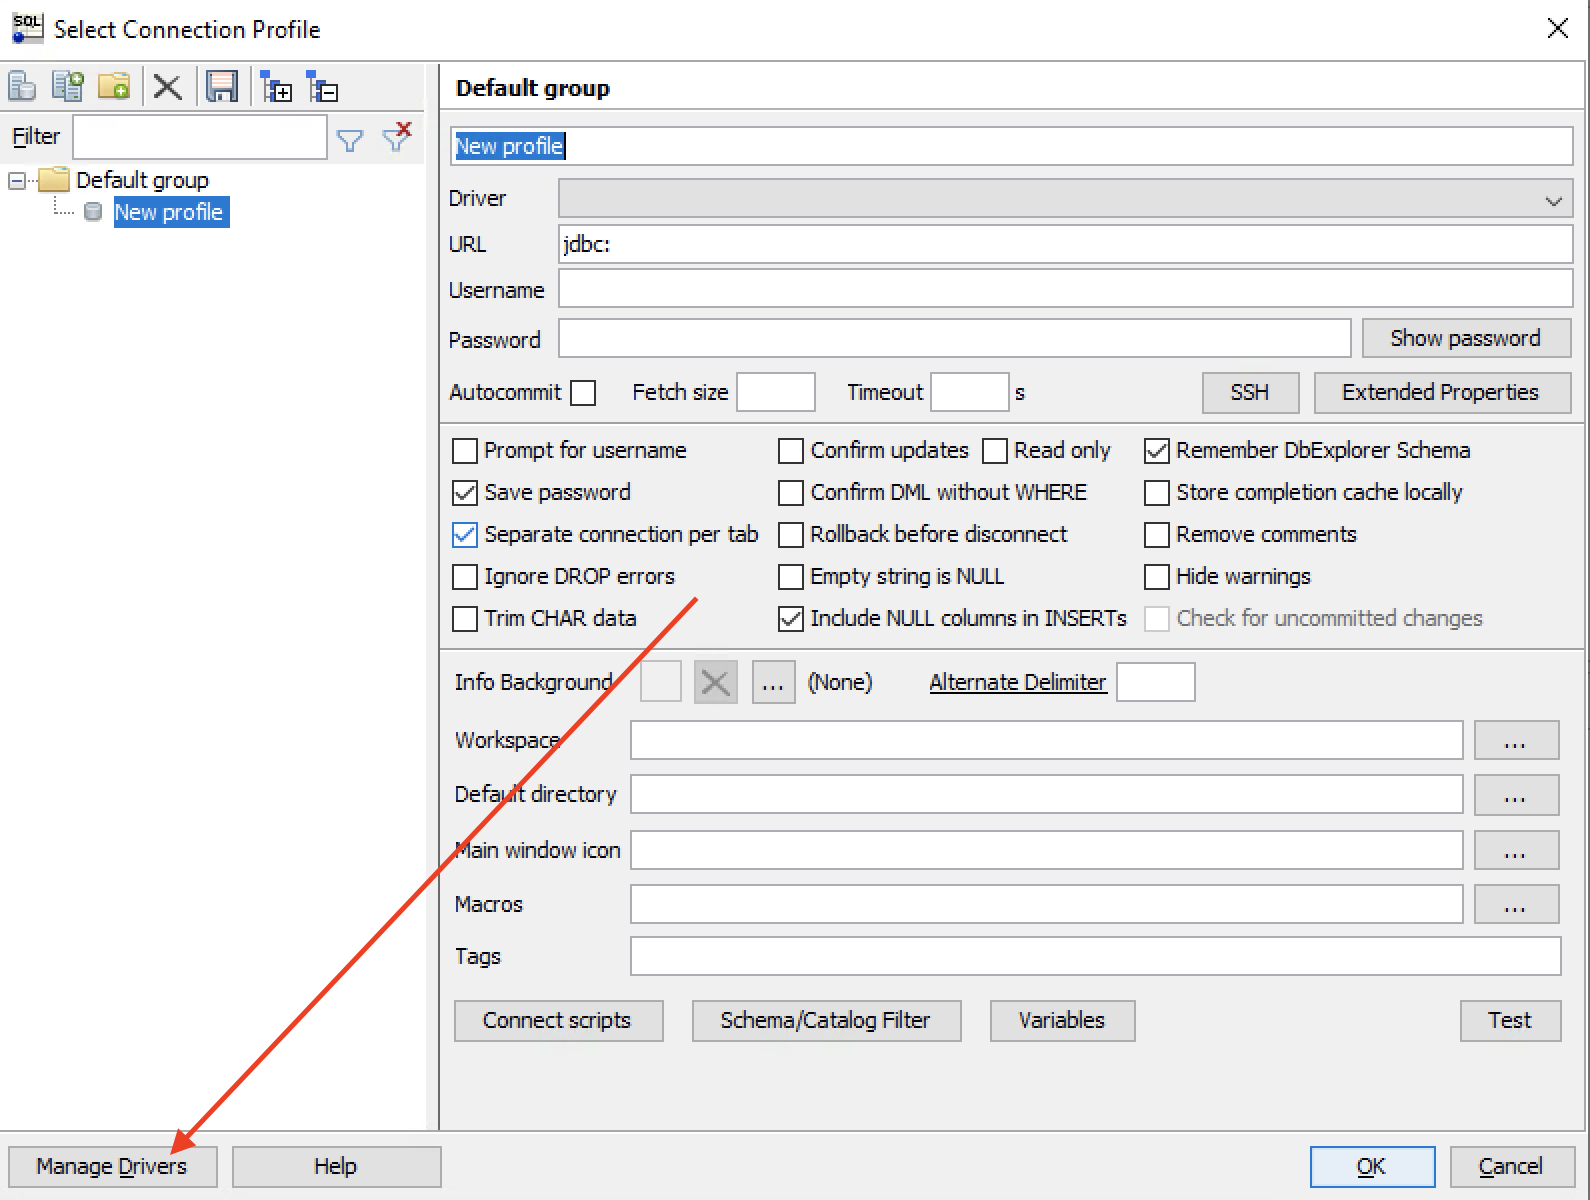 SQL
Select Connection Profile
Filter
Default group
New profile
Default group
New profile
Driver
URL jdbc:
Username
Password Show password
Autocommit Fetch size Timeout s SSH Extended Properties
Prompt for username Confirm updates Read only Remember DbExplorer Schema
Save password Confirm DML without WHERE Store completion cache locally
Separate connection per tab Rollback before disconnect Remove comments
Ignore DROP errors Empty string is NULL Hide warnings
Trim CHAR data Include NULL columns in INSERTs Check for uncommitted changes
Info Background ... (None) Alternate Delimiter
Workspace ...
Default directory ...
Main window icon ...
Macros ...
Tags
Connect scripts Schema/Catalog Filter Variables Test
Manage Drivers Help OK Cancel